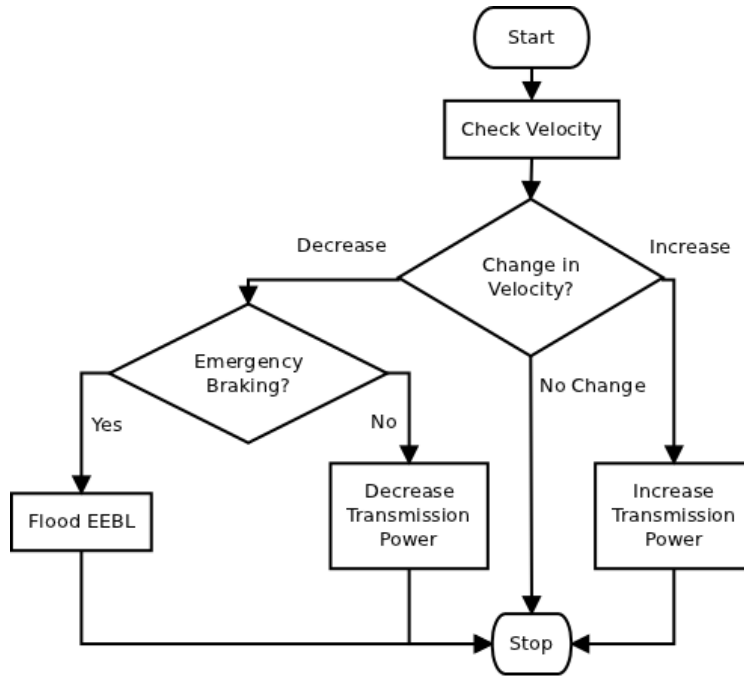 Start
Check Velocity
Decrease
Change in
Velocity?
Increase
Emergency
Braking?
No Change
Yes
No
Flood EEBL
Decrease
Transmission
Power
Increase
Transmission
Power
Stop